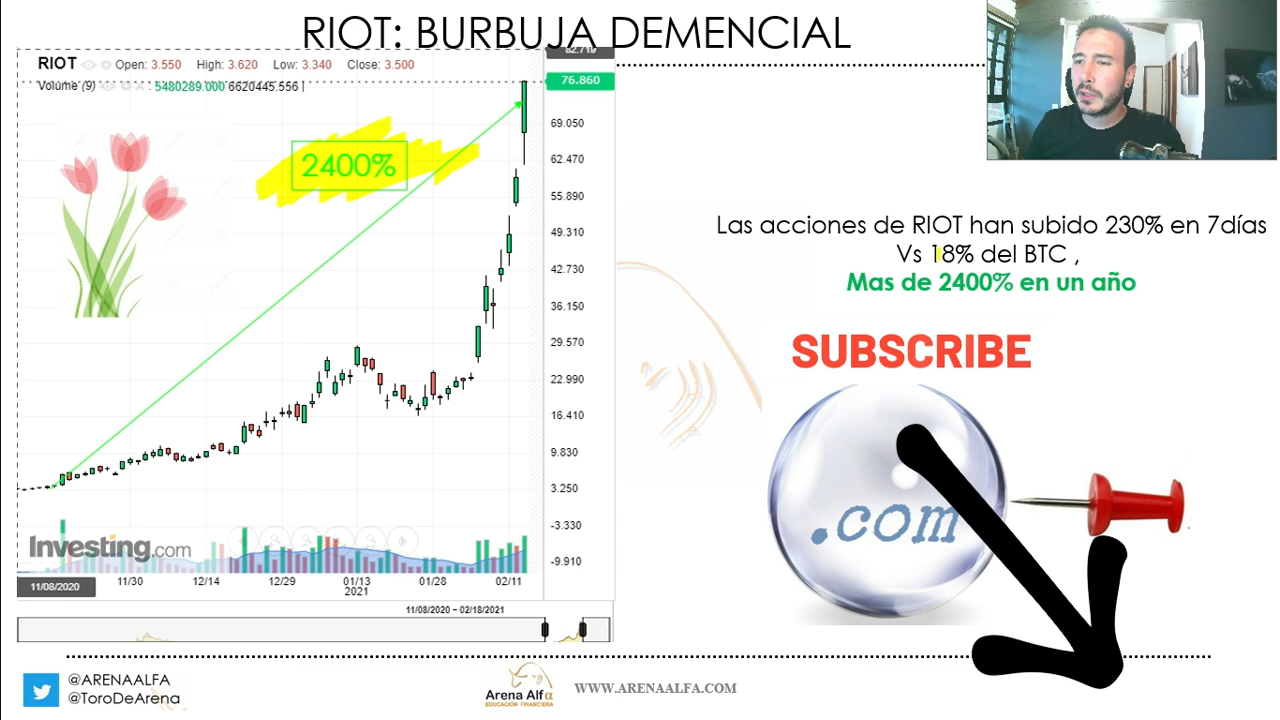 RIOT: BURBUJA DEMENCIAL
RIOT Open: 3.550 High: 3.620 Low: 3.340 Close: 3.500
Volume (9) : 5480289.000 6620445.556
82.719
76.860
69.050
62.470
55.890
49.310
42.730
36.150
29.570
22.990
16.410
9.830
3.250
-3.330
-9.910
2400%
Investing.com
11/08/2020 11/30 12/14 12/29 01/13 01/28 02/11
2021
11/08/2020 - 02/18/2021
Las acciones de RIOT han subido 230% en 7días
Vs 18% del BTC ,
Mas de 2400% en un año
SUBSCRIBE
.com
@ARENAALFA
@ToroDeArena
Arena Alfα
EDUCACIÓN FINANCIERA
WWW.ARENAALFA.COM